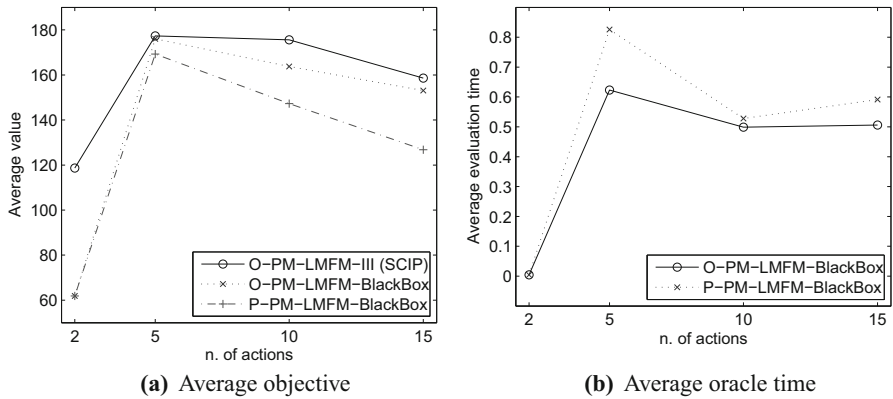 180
160
140
120
100
80
60
Average value
O-PM-LMFM-III (SCIP)
O-PM-LMFM-BlackBox
P-PM-LMFM-BlackBox
2 5 10 15
n. of actions
(a) Average objective
0.8
0.7
0.6
0.5
0.4
0.3
0.2
0.1
0
Average evaluation time
O-PM-LMFM-BlackBox
P-PM-LMFM-BlackBox
2 5 10 15
n. of actions
(b) Average oracle time